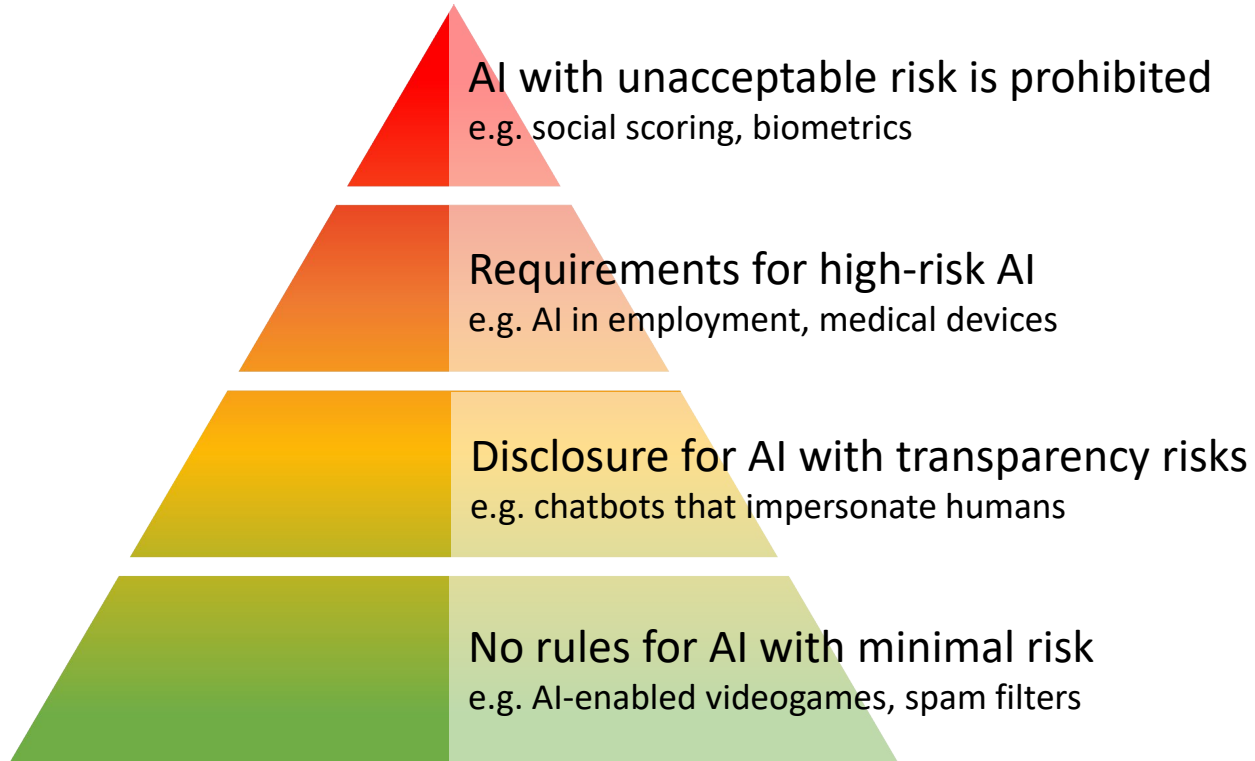 AI with unacceptable risk is prohibited
e.g. social scoring, biometrics
Requirements for high-risk AI
e.g. AI in employment, medical devices
Disclosure for AI with transparency risks
e.g. chatbots that impersonate humans
No rules for AI with minimal risk
e.g. AI-enabled videogames, spam filters